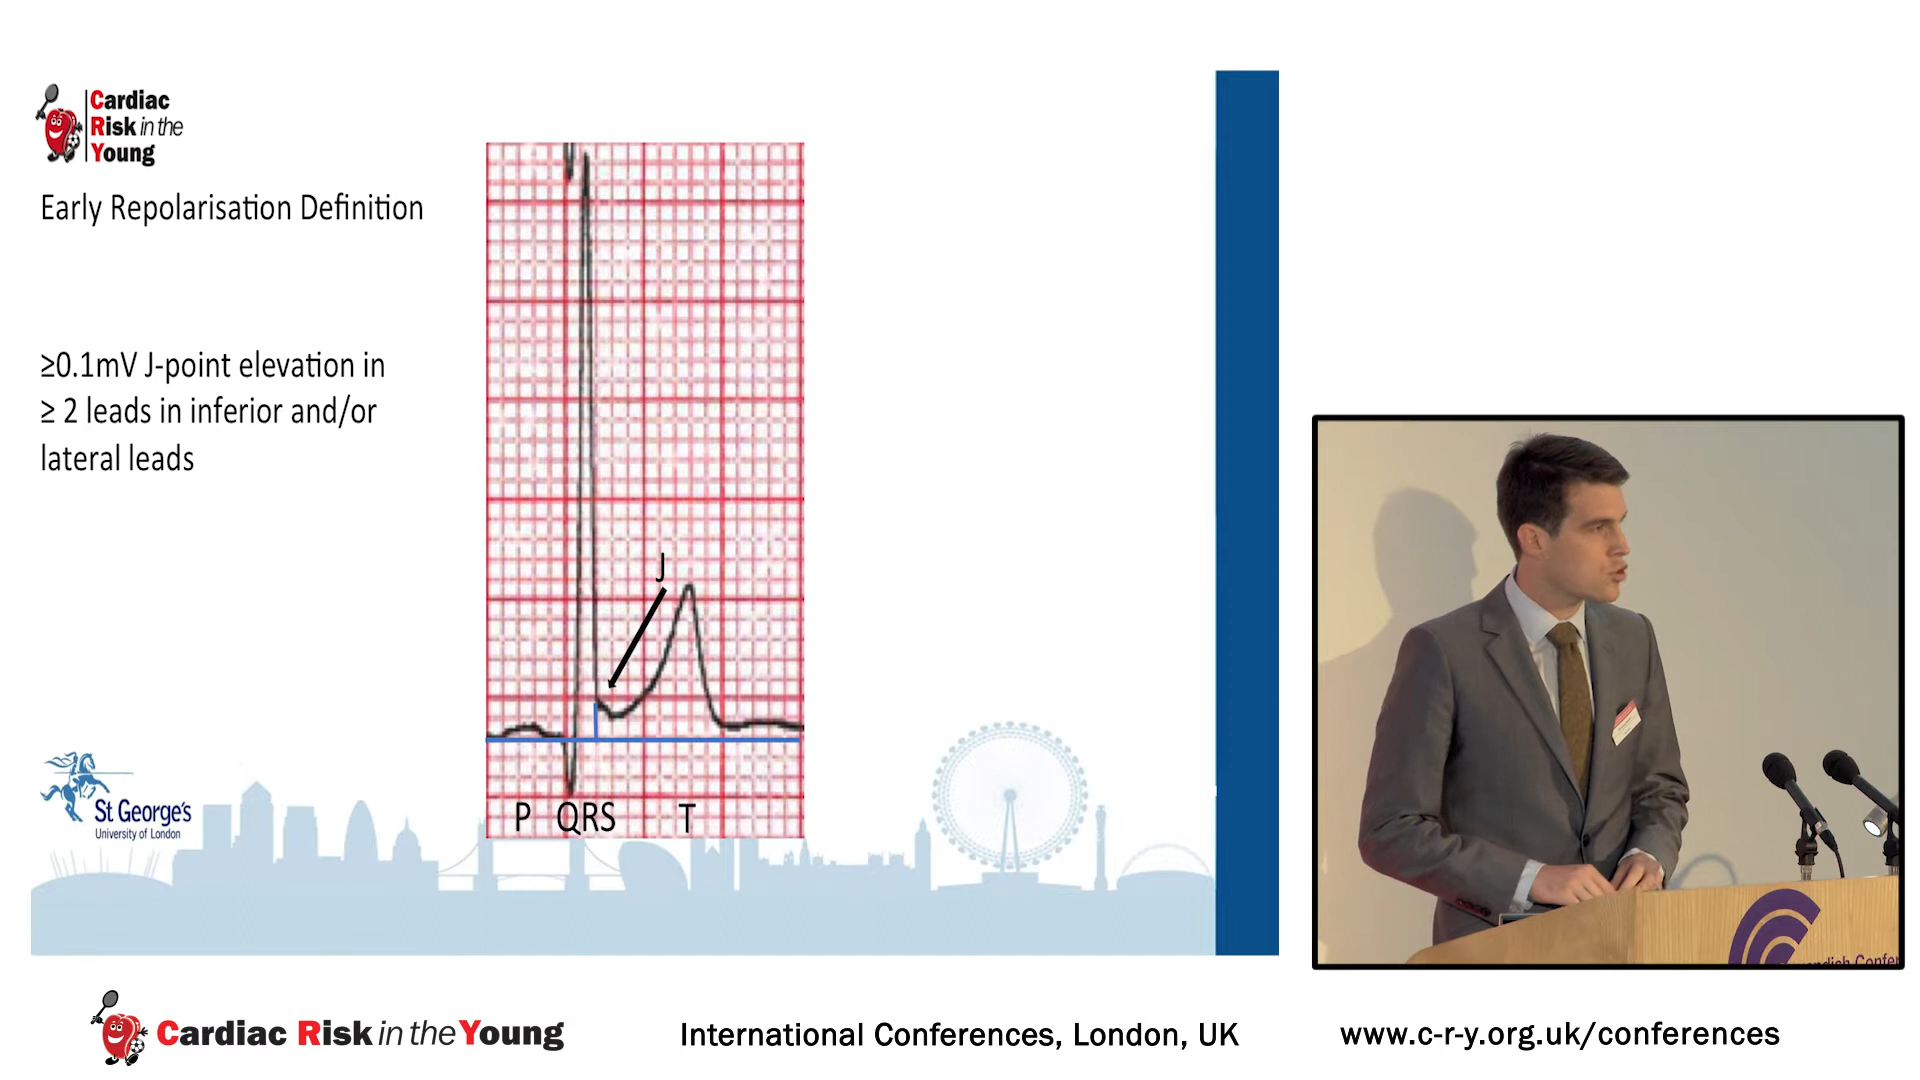 Cardiac
Risk in the
Young
Early Repolarisation Definition
≥0.1mV J-point elevation in
≥ 2 leads in inferior and/or
lateral leads
J
P QRS T
St George's
University of London
Cardiac Risk in the Young
International Conferences, London, UK
www.c-r-y.org.uk/conferences